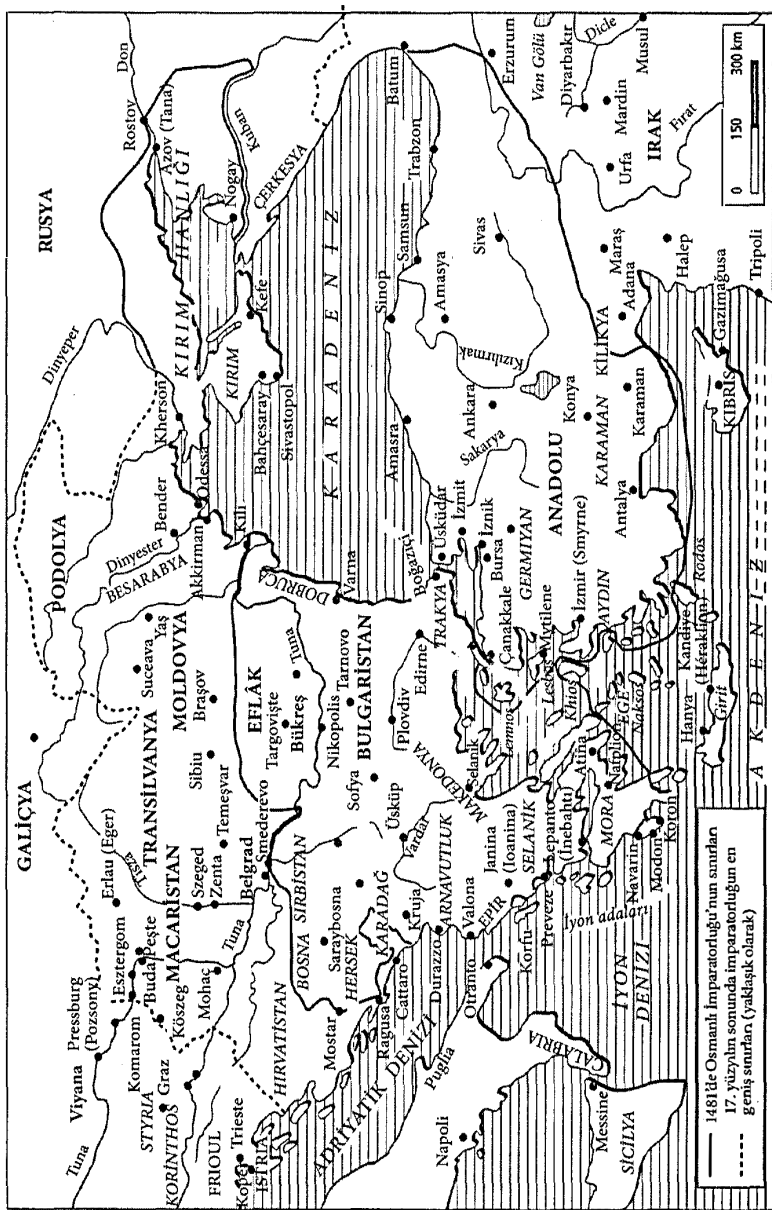 GALİÇYA
RUSYA
PODOLYA
Dinyeper
Don
Rostov
Azov (Tana)
Viyana
Pressburg
(Pozsony)
Tuna
Komarom
Esztergom
Buda
Peşte
Erlau (Eger)
Tisza
STYRIA
Graz
Köszeg
MACARİSTAN
TRANSİLVANYA
Suceava
Yaş
MOLDOVYA
BESARABYA
Dinyester
Bender
Kherson
Odessa
Akkirman
Kili
KIRIM HANLIĞI
Nogay
Kuban
ÇERKESYA
KORİNTHOS
FRIOUL
Mohaç
Szeged
Zenta
Temeşvar
Sibiu
Braşov
Koper
Trieste
ISTRIA
HIRVATİSTAN
Tuna
Belgrad
Smederevo
EFLÂK
Targovişte
Bükreş
Tuna
DOBRUCA
KIRIM
Bahçesaray
Sivastopol
Kefe
BOSNA
SIRBİSTAN
Saraybosna
Mostar
HERSEK
Nikopolis
Tarnovo
Varna
KARADENİZ
ADRİYATİK DENİZİ
Ragusa
Cattaro
KARADAĞ
Kruja
Üsküp
Sofya
BULGARİSTAN
Plovdiv
Edirne
Boğaziçi
Üsküdar
Amasra
Sinop
Samsun
Trabzon
Batum
Puglia
Napoli
Durazzo
ARNAVUTLUK
Vardar
MAKEDONYA
TRAKYA
İzmit
İznik
Bursa
Sakarya
Ankara
Kızılırmak
Amasya
Sivas
Erzurum
Otranto
Valona
EPİR
Janina
(Ioanina)
Selanik
SELANİK
Lemnos
Çanakkale
Mitilene
Lesbos
GERMIYAN
ANADOLU
Van Gölü
Diyarbakır
Dicle
CALABRIA
Korfu
Preveze
Lepanto
(İnebahtı)
Atina
Khios
İzmir (Smyrne)
AYDIN
Konya
KARAMAN
Karaman
KİLİKYA
Adana
Maraş
Urfa
Mardin
Musul
Messine
SİCİLYA
İYON
DENİZİ
İyon adaları
MORA
Nafplio
EGE
Naksos
Navarin
Modon
Koron
Antalya
Rodos
Halep
Fırat
IRAK
Hanya
Girit
Kandiye
(Héraklion)
KIBRIS
Gazimağusa
Tripoli
AKDENİZ
1481'de Osmanlı İmparatorluğu'nun sınırları
17. yüzyılın sonunda imparatorluğun en
geniş sınırları (yaklaşık olarak)
0 150 300 km